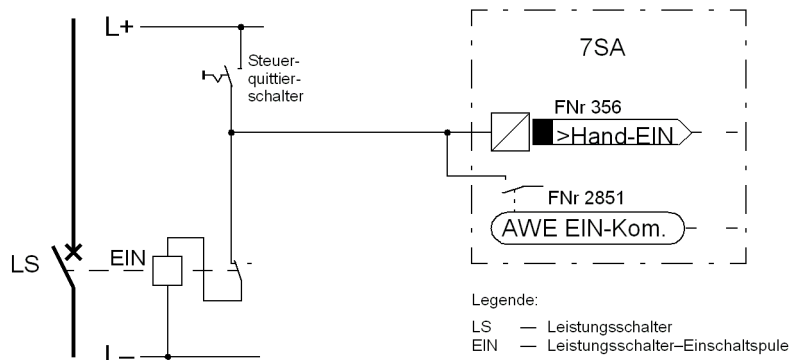 L+
Steuer-
quittier-
schalter
7SA
FNr 356
>Hand-EIN
FNr 2851
AWE EIN-Kom.
LS
EIN
L–
Legende:
LS — Leistungsschalter
EIN — Leistungsschalter–Einschaltspule